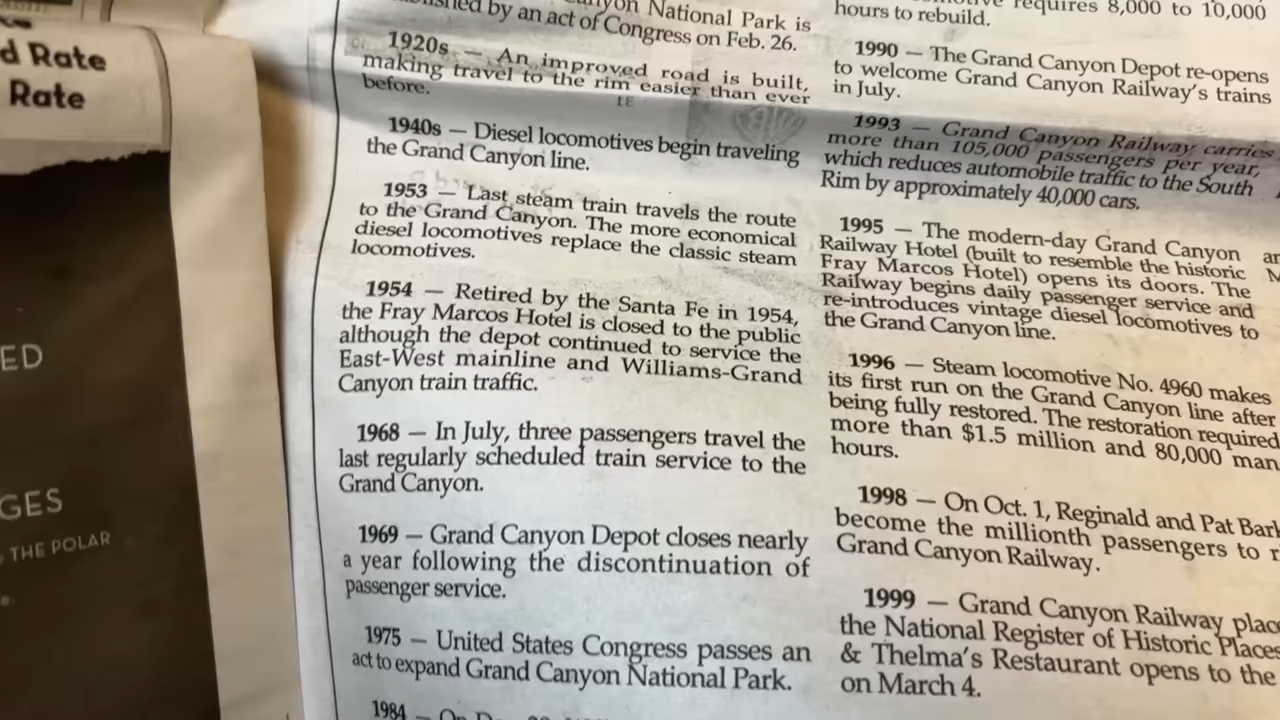 d Rate
Rate
ED
GES
THE POLAR
nyon National Park is
lished by an act of Congress on Feb. 26.
1920s — An improved road is built,
making travel to the rim easier than ever
before.
1940s — Diesel locomotives begin traveling
the Grand Canyon line.
1953 — Last steam train travels the route
to the Grand Canyon. The more economical
diesel locomotives replace the classic steam
locomotives.
1954 — Retired by the Santa Fe in 1954,
the Fray Marcos Hotel is closed to the public
although the depot continued to service the
East-West mainline and Williams-Grand
Canyon train traffic.
1968 — In July, three passengers travel the
last regularly scheduled train service to the
Grand Canyon.
1969 — Grand Canyon Depot closes nearly
a year following the discontinuation of
passenger service.
1975 — United States Congress passes an
act to expand Grand Canyon National Park.
1984 — On
requires 8,000 to 10,000
hours to rebuild.
1990 — The Grand Canyon Depot re-opens
to welcome Grand Canyon Railway's trains
in July.
1993 — Grand Canyon Railway carries
more than 105,000 passengers per year,
which reduces automobile traffic to the South
Rim by approximately 40,000 cars.
1995 — The modern-day Grand Canyon
Railway Hotel (built to resemble the historic
Fray Marcos Hotel) opens its doors. The
Railway begins daily passenger service and
re-introduces vintage diesel locomotives to
the Grand Canyon line.
1996 — Steam locomotive No. 4960 makes
its first run on the Grand Canyon line after
being fully restored. The restoration required
more than $1.5 million and 80,000 man
hours.
1998 — On Oct. 1, Reginald and Pat Barl
become the millionth passengers to r
Grand Canyon Railway.
1999 — Grand Canyon Railway plac
the National Register of Historic Places
& Thelma's Restaurant opens to the
on March 4.